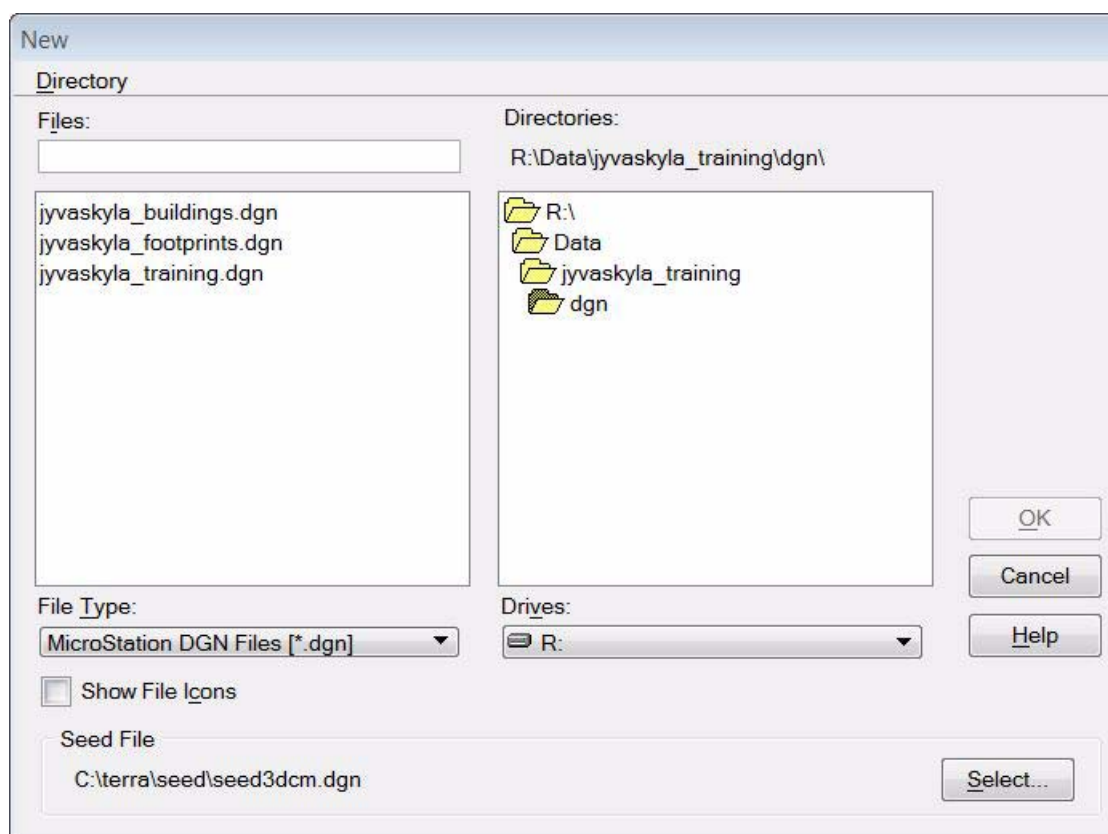 New
Directory
Files:
jyvaskyla_buildings.dgn
jyvaskyla_footprints.dgn
jyvaskyla_training.dgn
File Type:
MicroStation DGN Files [*.dgn]
Show File Icons
Directories:
R:\Data\jyvaskyla_training\dgn\
R:\
Data
jyvaskyla_training
dgn
Drives:
R:
OK
Cancel
Help
Seed File
C:\terra\seed\seed3dcm.dgn
Select...